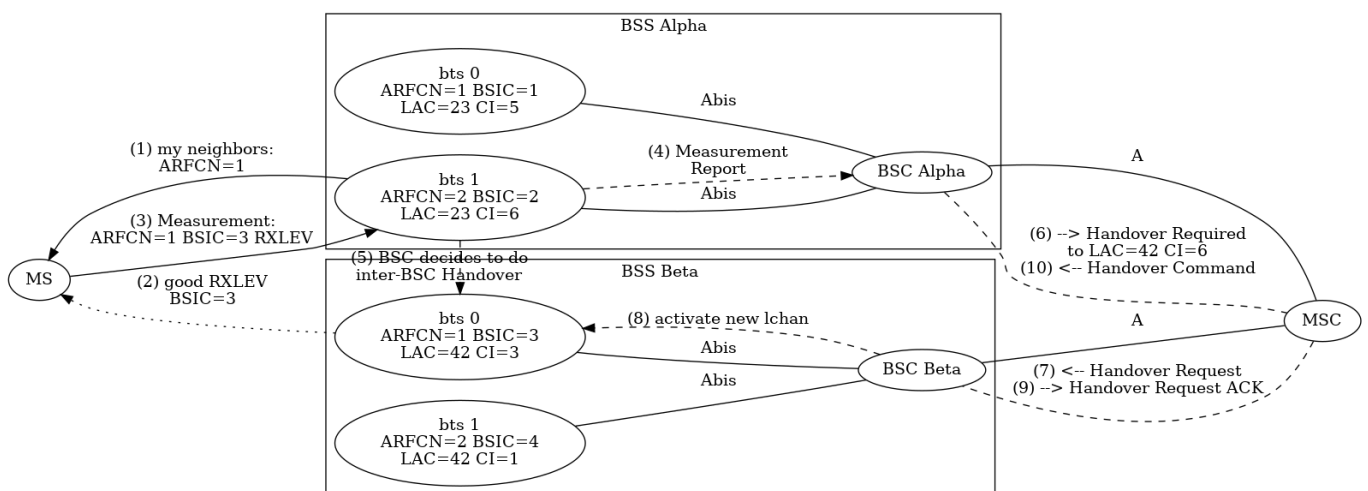 BSS Alpha
bts 0
ARFCN=1 BSIC=1
LAC=23 CI=5
Abis
(1) my neighbors:
ARFCN=1
(4) Measurement
Report
A
bts 1
ARFCN=2 BSIC=2
LAC=23 CI=6
BSC Alpha
Abis
(3) Measurement:
ARFCN=1 BSIC=3 RXLEV
(6) --> Handover Required
to LAC=42 CI=6
(10) <-- Handover Command
(5) BSC decides to do
inter-BSC Handover
BSS Beta
MS
(2) good RXLEV
BSIC=3
bts 0
ARFCN=1 BSIC=3
LAC=42 CI=3
(8) activate new lchan
A
MSC
Abis
BSC Beta
(7) <-- Handover Request
(9) --> Handover Request ACK
Abis
bts 1
ARFCN=2 BSIC=4
LAC=42 CI=1